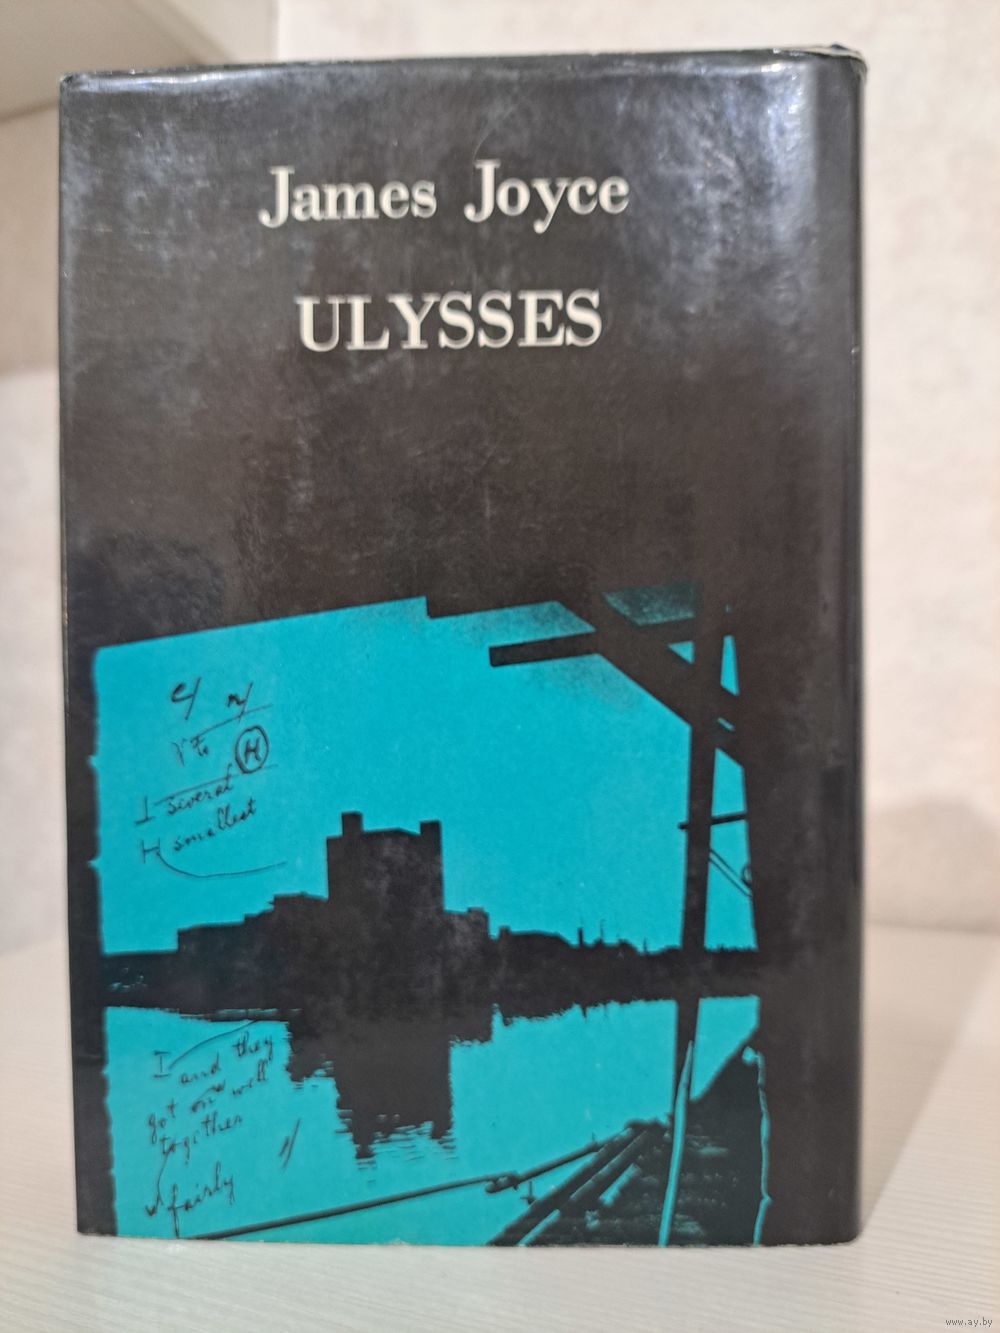 James Joyce
ULYSSES
H
I several
H smallest
I and they
got on well
together
fairly
www.ay.by